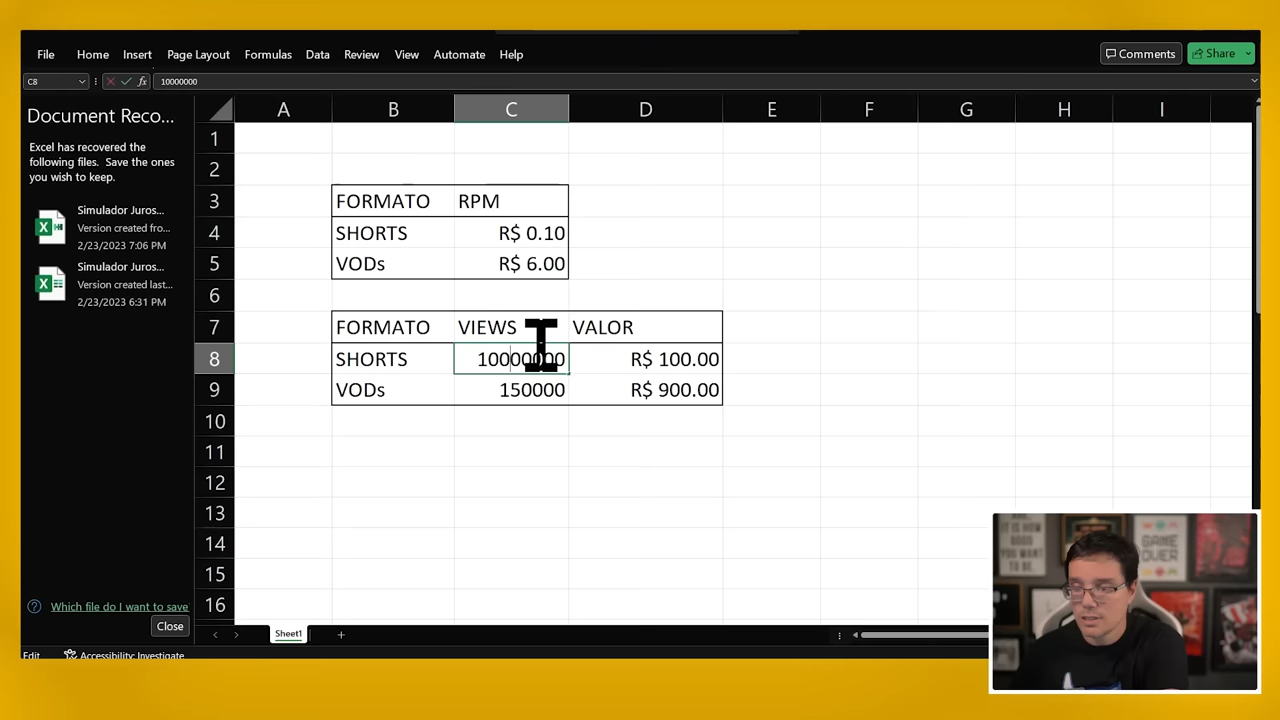 File Home Insert Page Layout Formulas Data Review View Automate Help Comments Share
C8 fx 10000000
Document Reco...
Excel has recovered the
following files. Save the ones
you wish to keep.
Simulador Juros...
Version created fro...
2/23/2023 7:06 PM
Simulador Juros...
Version created last...
2/23/2023 6:31 PM
? Which file do I want to save
Close
A B C D E F G H I
1
2
3 FORMATO RPM
4 SHORTS R$ 0.10
5 VODs R$ 6.00
6
7 FORMATO VIEWS VALOR
8 SHORTS 10000000 R$ 100.00
9 VODs 150000 R$ 900.00
10
11
12
13
14
15
16
Sheet1
Edit Accessibility: Investigate
GAME
OVER